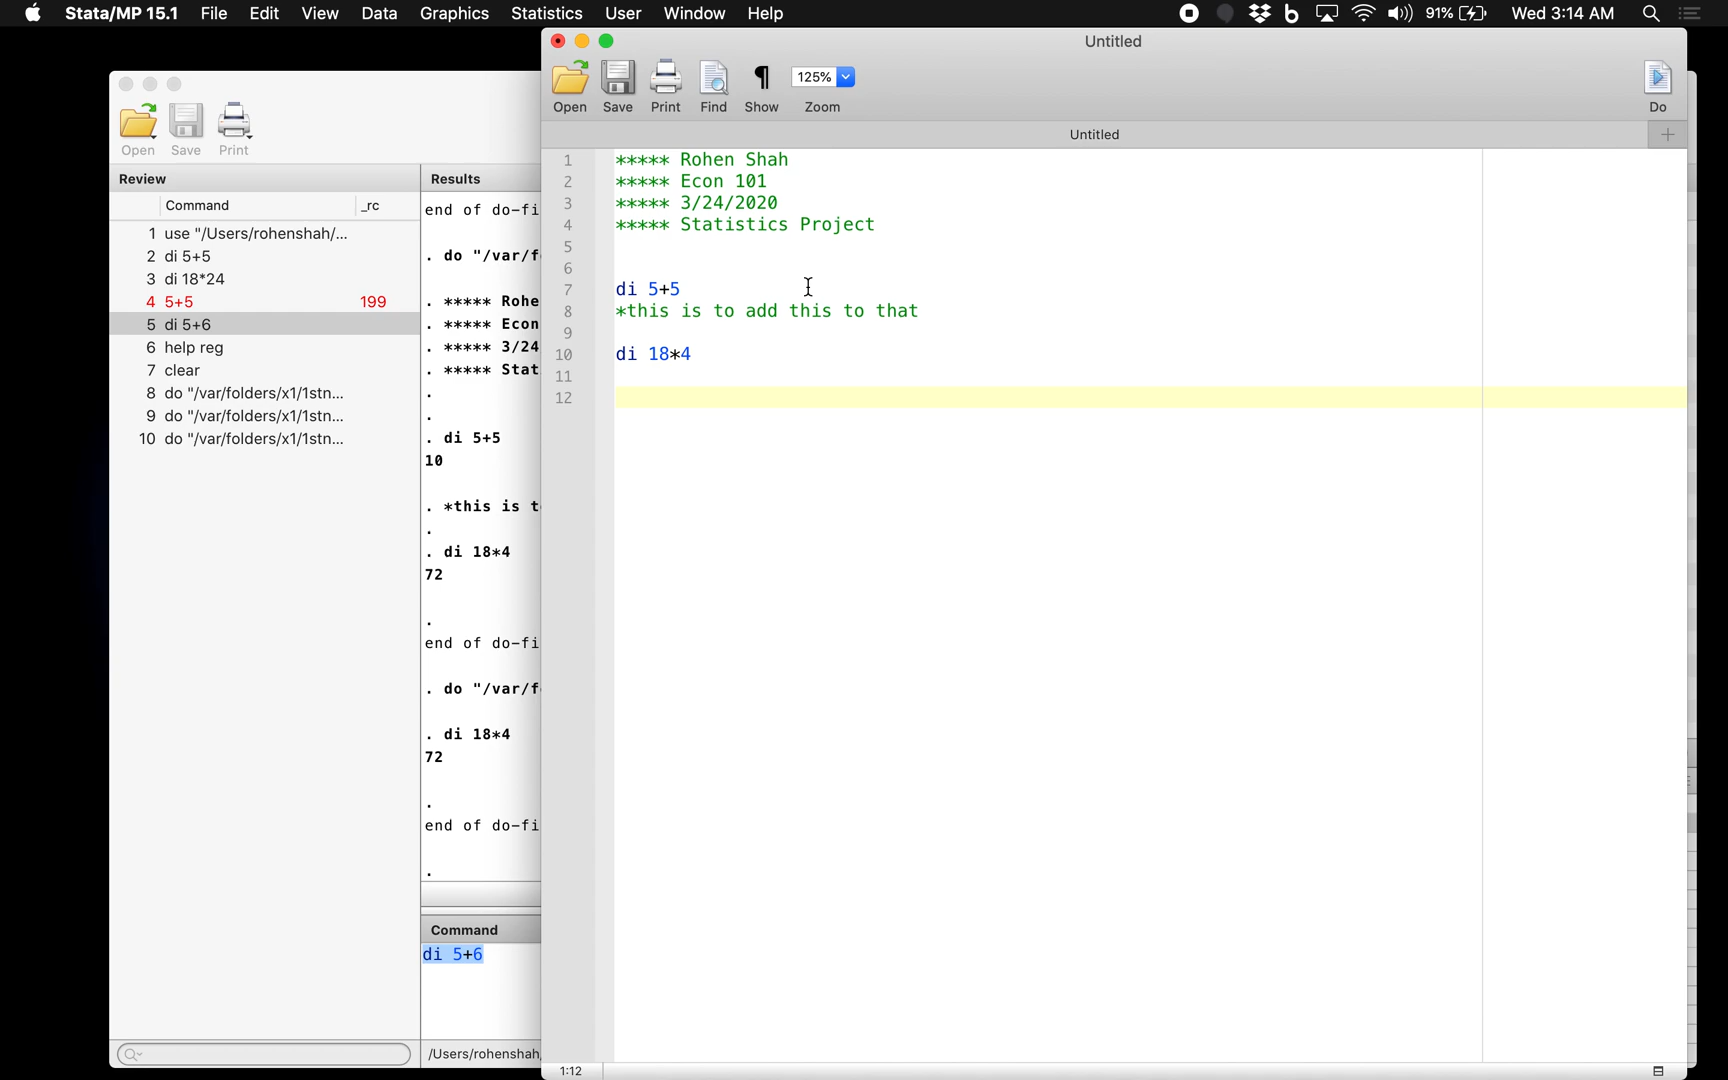 Stata/MP 15.1 File Edit View Data Graphics Statistics User Window Help 91% Wed 3:14 AM
Untitled
Open Save Print Find Show 125% Zoom Do
Untitled
Open Save Print
Review
Command _rc
1 use "/Users/rohenshah/...
2 di 5+5
3 di 18*24
4 5+5 199
5 di 5+6
6 help reg
7 clear
8 do "/var/folders/x1/1stn...
9 do "/var/folders/x1/1stn...
10 do "/var/folders/x1/1stn...
Results
end of do-fi
. do "/var/f
. ***** Rohe
. ***** Econ
. ***** 3/24
. ***** Stat
.
.
. di 5+5
10
. *this is t
.
. di 18*4
72
.
end of do-fi
. do "/var/f
. di 18*4
72
.
end of do-fi
.
Command
di 5+6
/Users/rohenshah
1 ***** Rohen Shah
2 ***** Econ 101
3 ***** 3/24/2020
4 ***** Statistics Project
5
6
7 di 5+5
8 *this is to add this to that
9
10 di 18*4
11
12
1:12